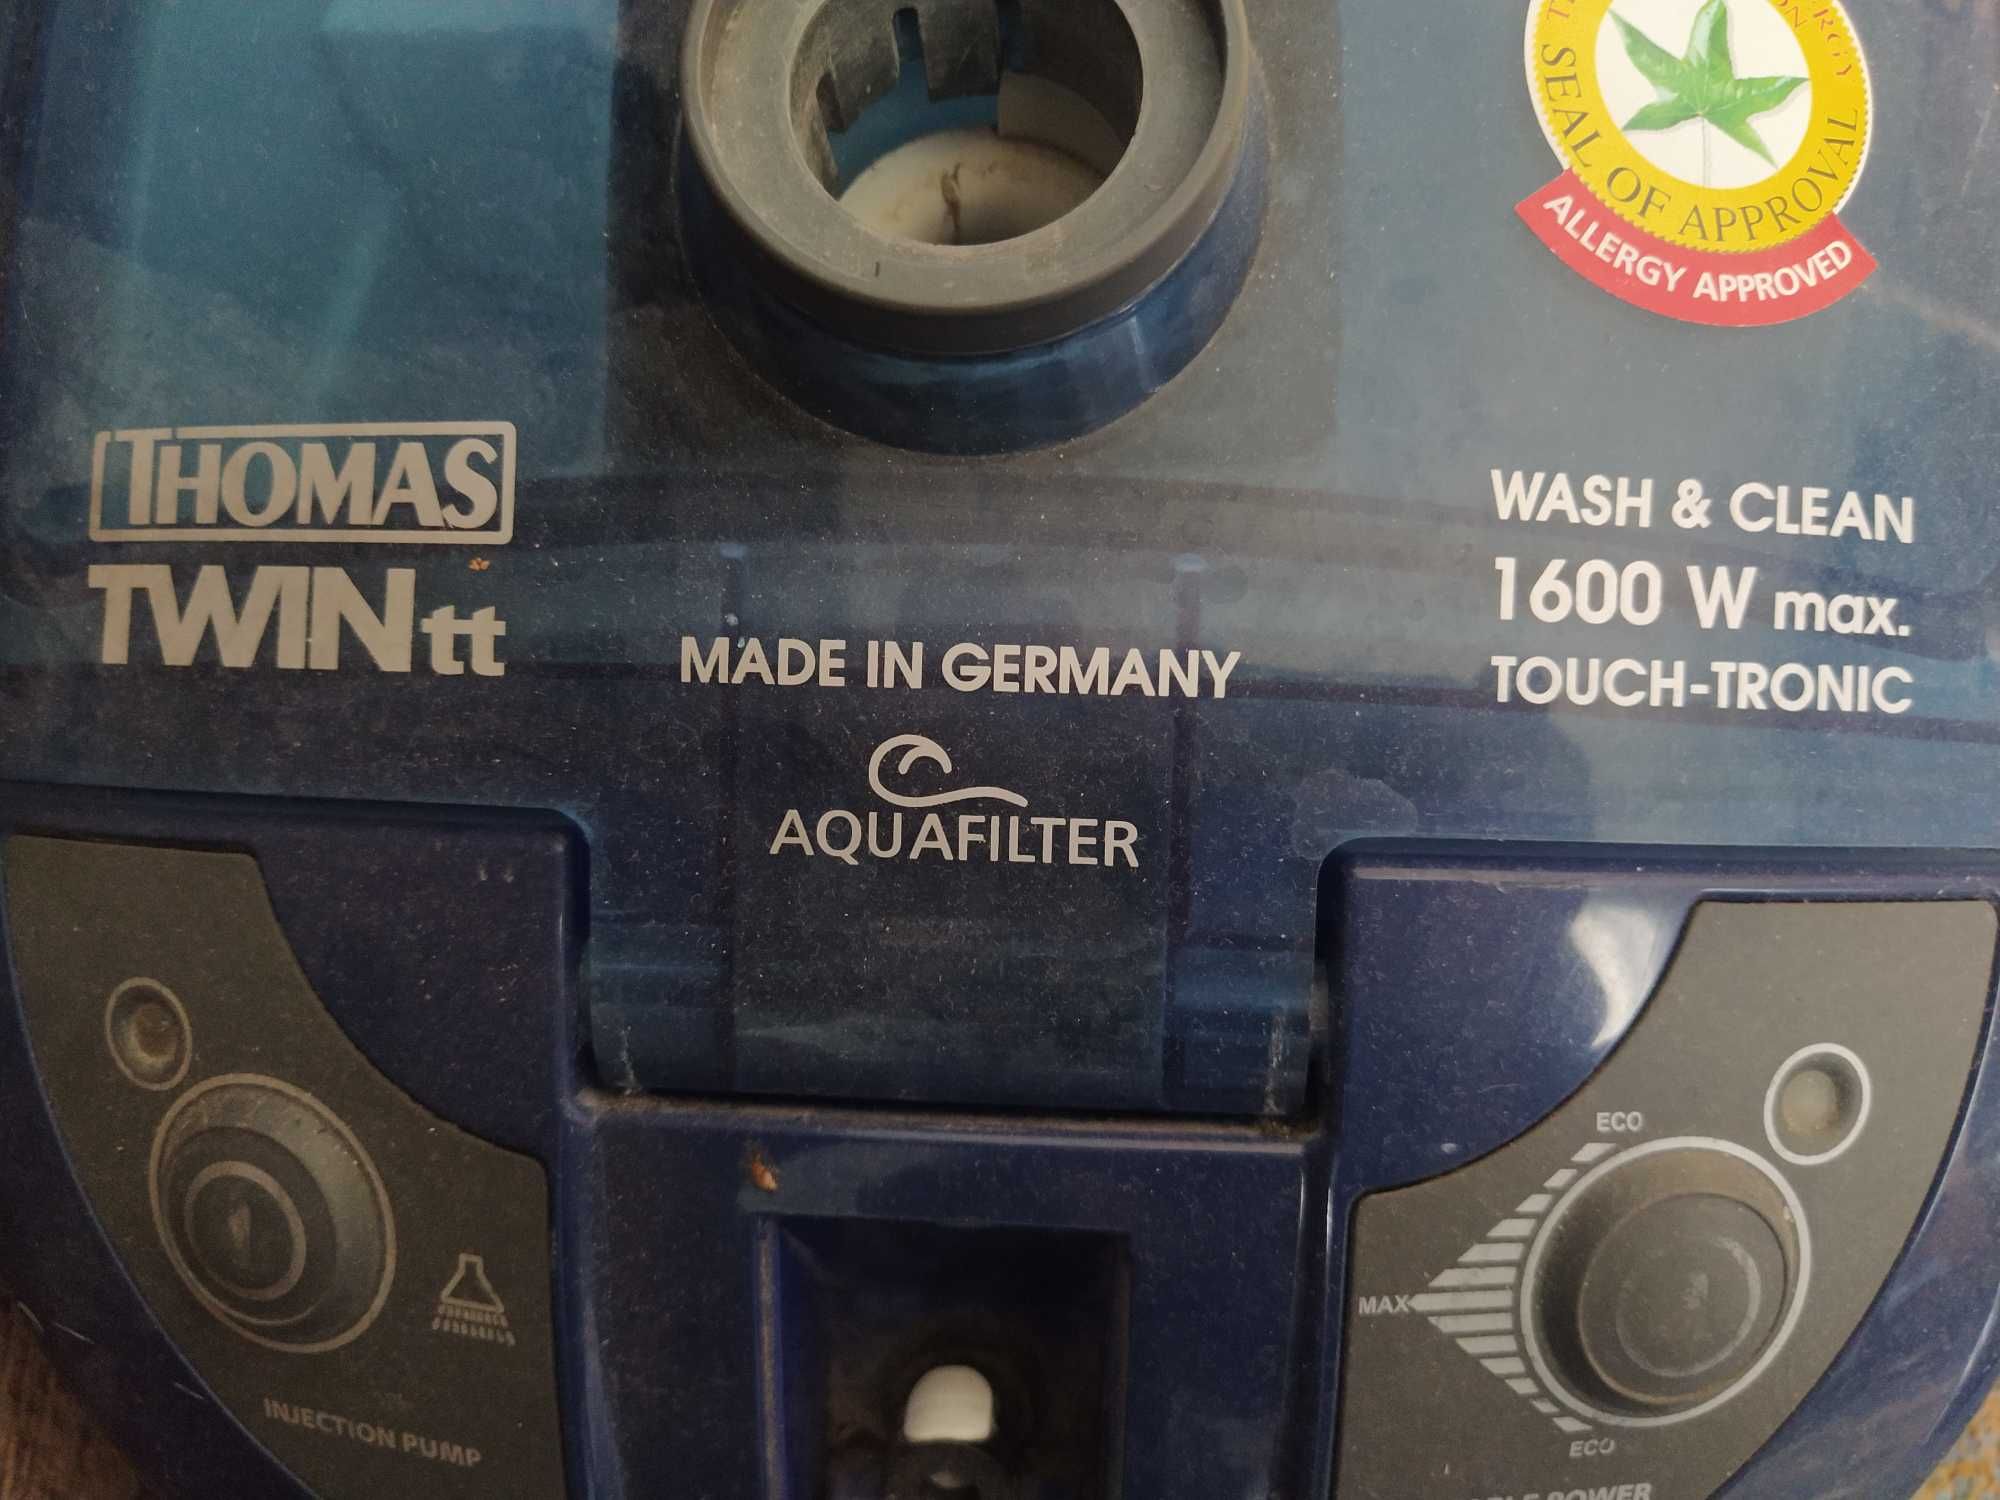 SEAL OF APPROVAL
ALLERGY APPROVED
THOMAS
TWINtt
WASH & CLEAN
1600 W max.
TOUCH-TRONIC
MADE IN GERMANY
AQUAFILTER
ECO
MAX
ECO
INJECTION PUMP
POWER